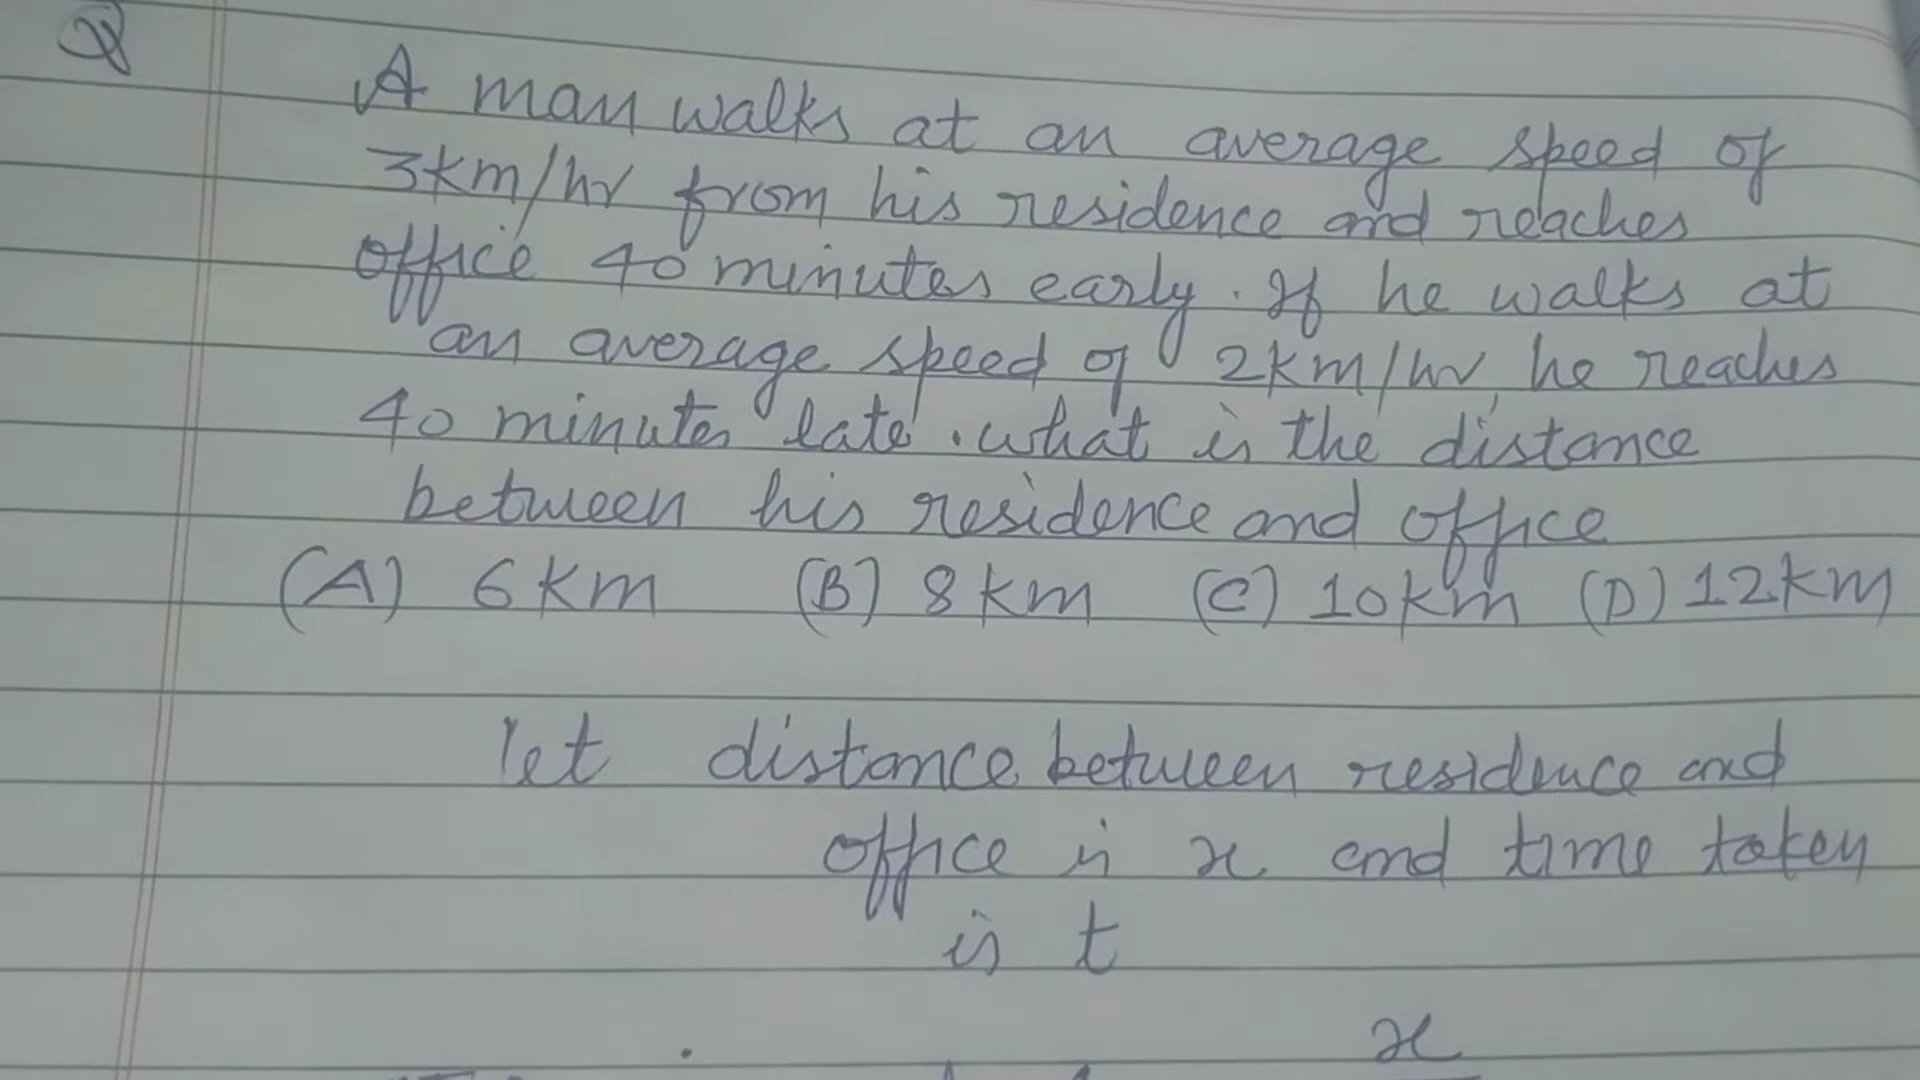 Q
A man walks at an average speed of
3km/hr from his residence and reaches
office 40 minutes early. If he walks at
an average speed of 2km/hr he reaches
40 minutes late. what is the distance
between his residence and office
(A) 6km (B) 8km (C) 10km (D) 12km
let distance between residence and
office is x and time taken
is t
x